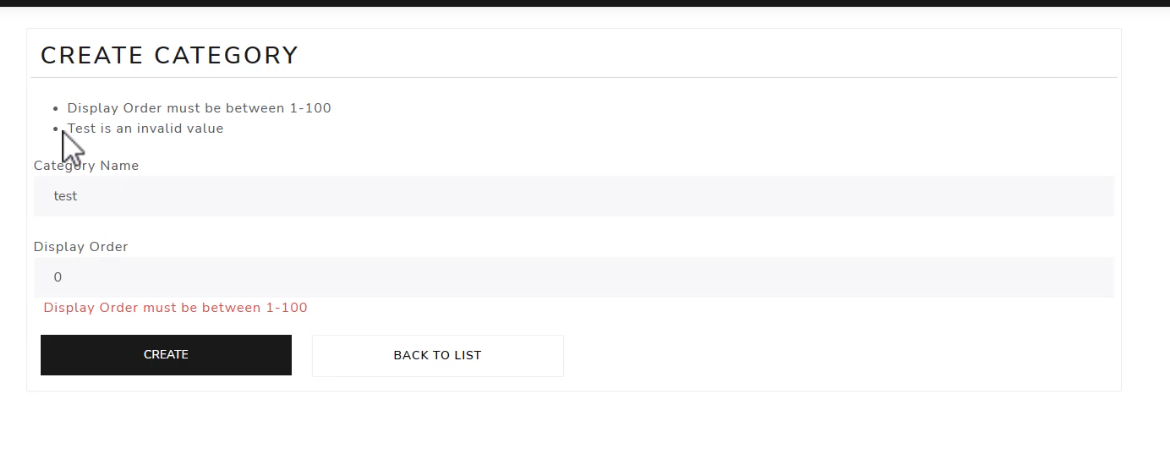 CREATE CATEGORY
Display Order must be between 1-100
Test is an invalid value
Category Name
test
Display Order
0
Display Order must be between 1-100
CREATE BACK TO LIST